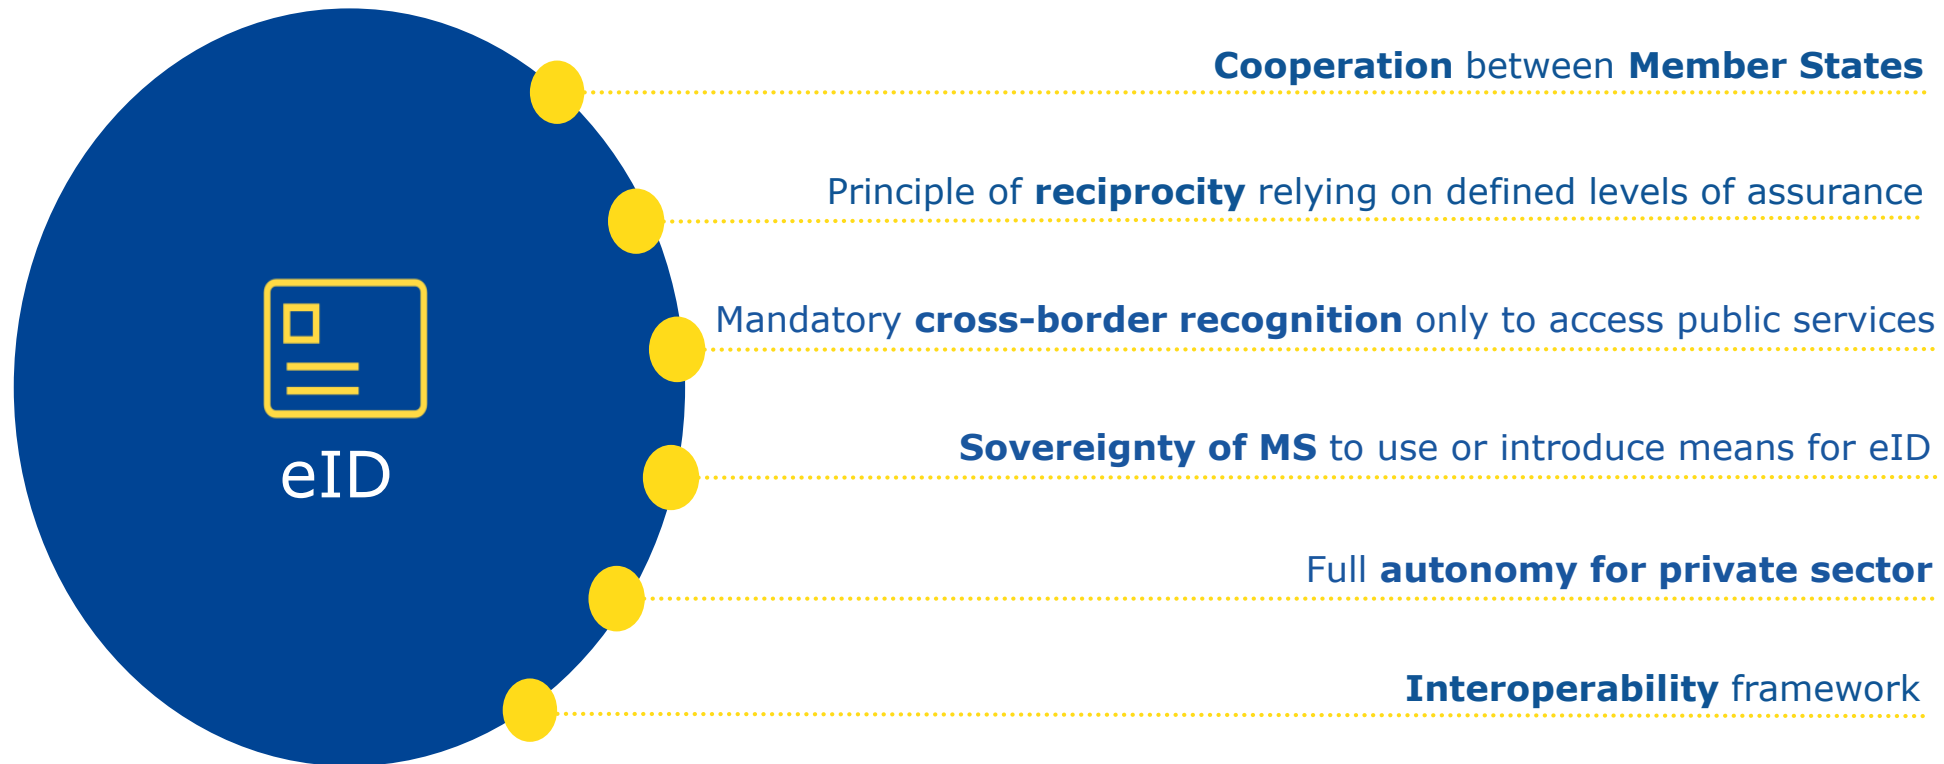 Cooperation between Member States
Principle of reciprocity relying on defined levels of assurance
Mandatory cross-border recognition only to access public services
eID
Sovereignty of MS to use or introduce means for eID
Full autonomy for private sector
Interoperability framework